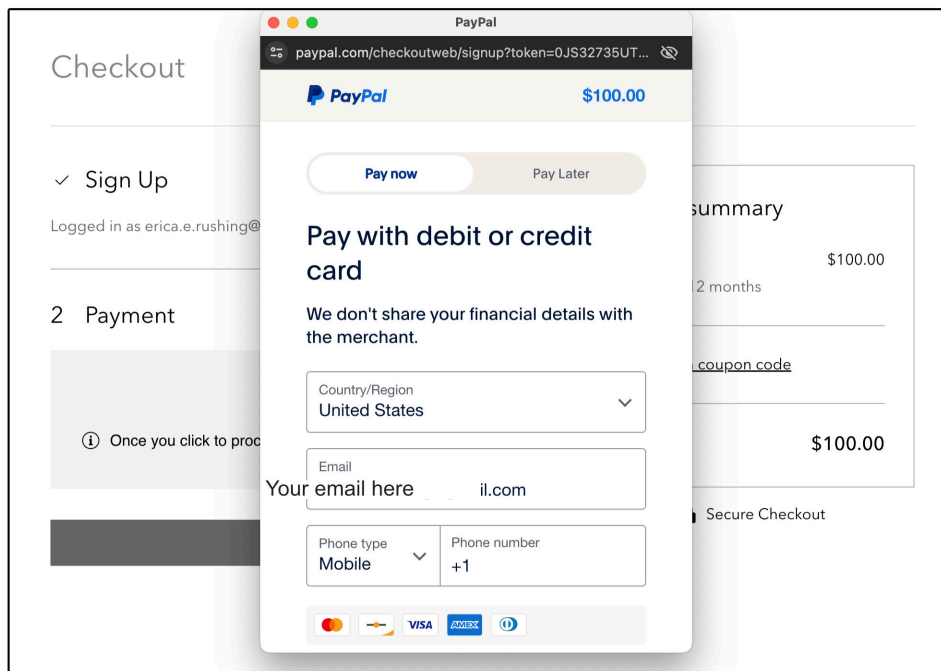 PayPal
paypal.com/checkoutweb/signup?token=0JS32735UT...
Checkout
PayPal
$100.00
Pay now
Pay Later
Sign Up
Logged in as erica.e.rushing@
Pay with debit or credit
card
We don't share your financial details with
the merchant.
2 Payment
Once you click to proc
Country/Region
United States
Email
Your email here il.com
Phone type
Mobile
Phone number
+1
VISA
AMEX
summary
$100.00
2 months
coupon code
$100.00
Secure Checkout